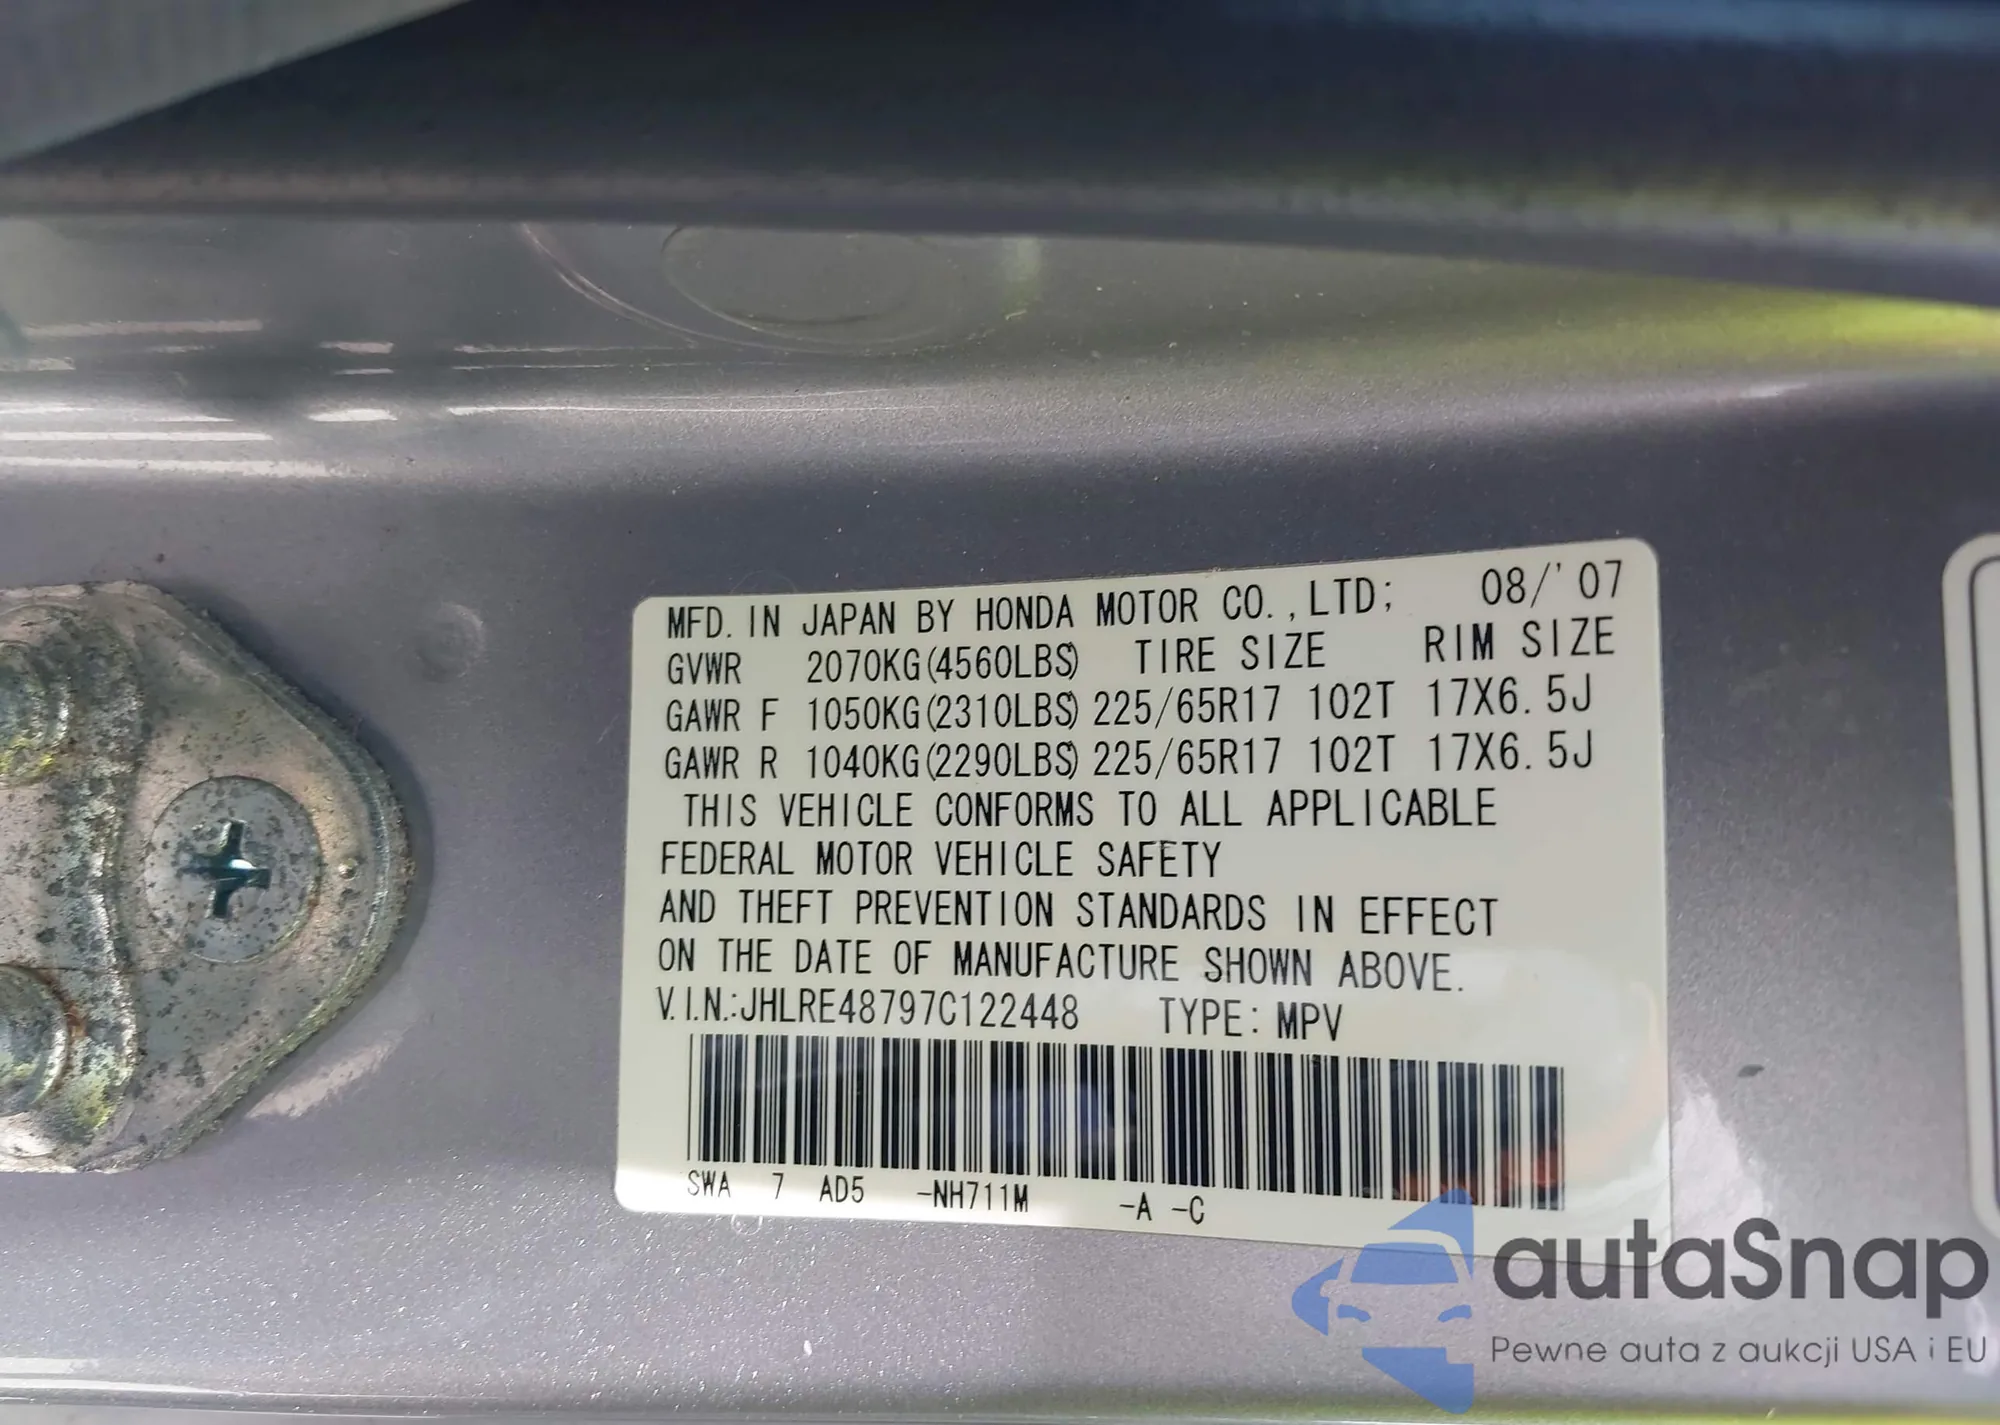 MFD. IN JAPAN BY HONDA MOTOR CO.,LTD; 08/'07
GVWR 2070KG(4560LBS) TIRE SIZE RIM SIZE
GAWR F 1050KG(2310LBS) 225/65R17 102T 17X6.5J
GAWR R 1040KG(2290LBS) 225/65R17 102T 17X6.5J
THIS VEHICLE CONFORMS TO ALL APPLICABLE
FEDERAL MOTOR VEHICLE SAFETY
AND THEFT PREVENTION STANDARDS IN EFFECT
ON THE DATE OF MANUFACTURE SHOWN ABOVE.
V.I.N.:JHLRE48797C122448 TYPE: MPV
SWA 7 AD5 -NH711M -A -C
autaSnap
Pewne auta z aukcji USA i EU